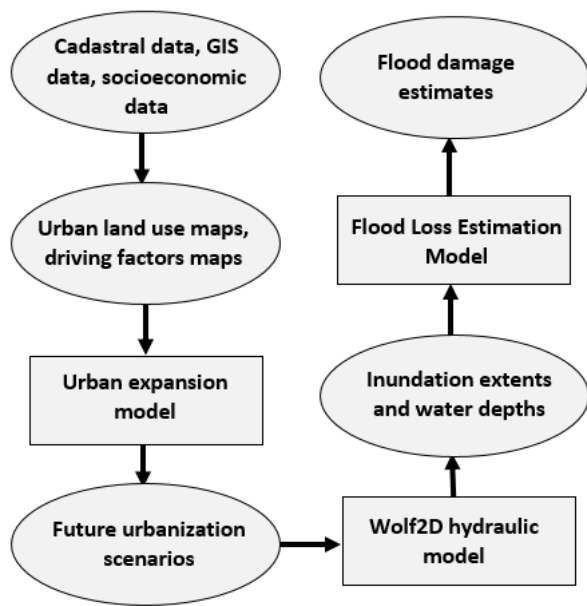 Cadastral data, GIS
data, socioeconomic
data
Urban land use maps,
driving factors maps
Urban expansion
model
Future urbanization
scenarios
Wolf2D hydraulic
model
Inundation extents
and water depths
Flood Loss Estimation
Model
Flood damage
estimates